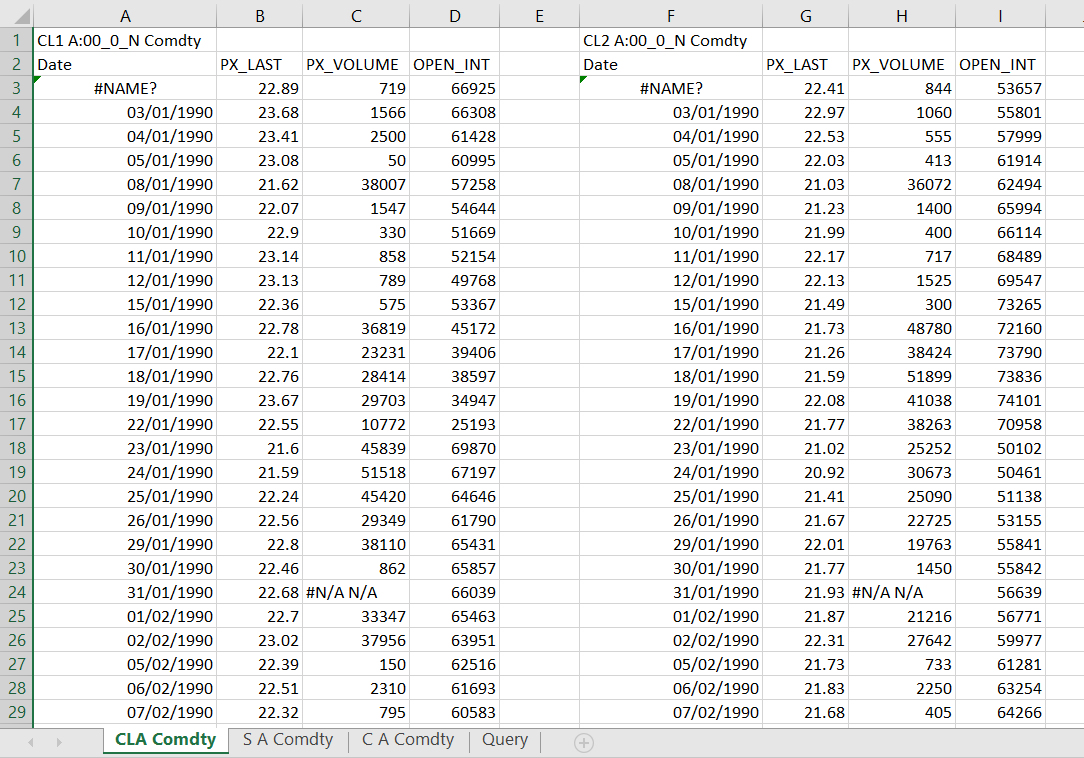 A B C D E F G H I
1 CL1 A:00_0_N Comdty CL2 A:00_0_N Comdty
2 Date PX_LAST PX_VOLUME OPEN_INT Date PX_LAST PX_VOLUME OPEN_INT
3 #NAME? 22.89 719 66925 #NAME? 22.41 844 53657
4 03/01/1990 23.68 1566 66308 03/01/1990 22.97 1060 55801
5 04/01/1990 23.41 2500 61428 04/01/1990 22.53 555 57999
6 05/01/1990 23.08 50 60995 05/01/1990 22.03 413 61914
7 08/01/1990 21.62 38007 57258 08/01/1990 21.03 36072 62494
8 09/01/1990 22.07 1547 54644 09/01/1990 21.23 1400 65994
9 10/01/1990 22.9 330 51669 10/01/1990 21.99 400 66114
10 11/01/1990 23.14 858 52154 11/01/1990 22.17 717 68489
11 12/01/1990 23.13 789 49768 12/01/1990 22.13 1525 69547
12 15/01/1990 22.36 575 53367 15/01/1990 21.49 300 73265
13 16/01/1990 22.78 36819 45172 16/01/1990 21.73 48780 72160
14 17/01/1990 22.1 23231 39406 17/01/1990 21.26 38424 73790
15 18/01/1990 22.76 28414 38597 18/01/1990 21.59 51899 73836
16 19/01/1990 23.67 29703 34947 19/01/1990 22.08 41038 74101
17 22/01/1990 22.55 10772 25193 22/01/1990 21.77 38263 70958
18 23/01/1990 21.6 45839 69870 23/01/1990 21.02 25252 50102
19 24/01/1990 21.59 51518 67197 24/01/1990 20.92 30673 50461
20 25/01/1990 22.24 45420 64646 25/01/1990 21.41 25090 51138
21 26/01/1990 22.56 29349 61790 26/01/1990 21.67 22725 53155
22 29/01/1990 22.8 38110 65431 29/01/1990 22.01 19763 55841
23 30/01/1990 22.46 862 65857 30/01/1990 21.77 1450 55842
24 31/01/1990 22.68 #N/A N/A 66039 31/01/1990 21.93 #N/A N/A 56639
25 01/02/1990 22.7 33347 65463 01/02/1990 21.87 21216 56771
26 02/02/1990 23.02 37956 63951 02/02/1990 22.31 27642 59977
27 05/02/1990 22.39 150 62516 05/02/1990 21.73 733 61281
28 06/02/1990 22.51 2310 61693 06/02/1990 21.83 2250 63254
29 07/02/1990 22.32 795 60583 07/02/1990 21.68 405 64266
CLA Comdty S A Comdty C A Comdty Query